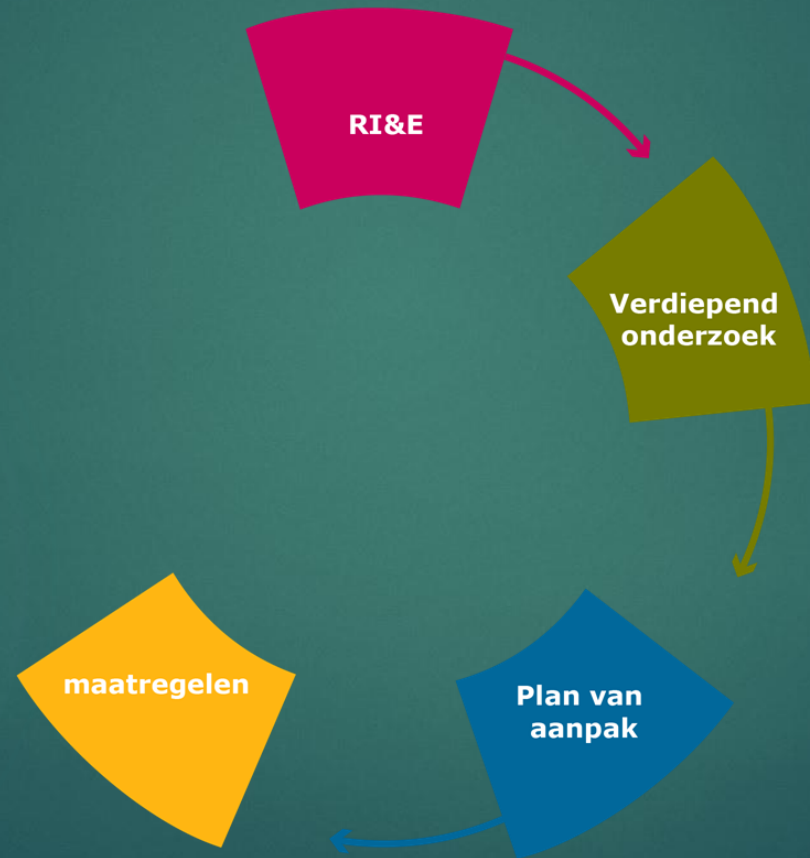 RI&E
Verdiepend
onderzoek
Plan van
aanpak
maatregelen